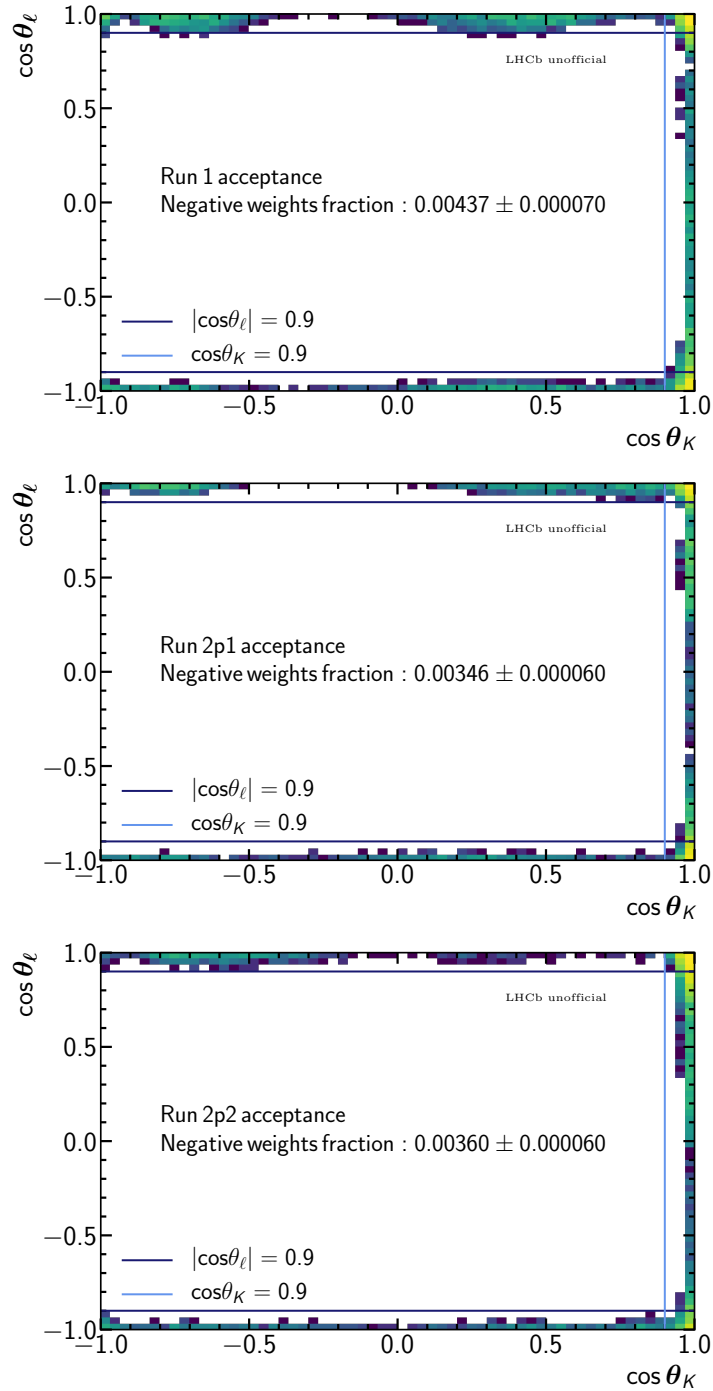 cos θℓ
1.0
LHCb unofficial
0.5
Run 1 acceptance
0.0
Negative weights fraction : 0.00437 ± 0.000070
−0.5
|cosθℓ| = 0.9
cosθK = 0.9
−1.0
−1.0 −0.5 0.0 0.5 1.0
cos θK
cos θℓ
1.0
LHCb unofficial
0.5
Run 2p1 acceptance
0.0
Negative weights fraction : 0.00346 ± 0.000060
−0.5
|cosθℓ| = 0.9
cosθK = 0.9
−1.0
−1.0 −0.5 0.0 0.5 1.0
cos θK
cos θℓ
1.0
LHCb unofficial
0.5
Run 2p2 acceptance
0.0
Negative weights fraction : 0.00360 ± 0.000060
−0.5
|cosθℓ| = 0.9
cosθK = 0.9
−1.0
−1.0 −0.5 0.0 0.5 1.0
cos θK